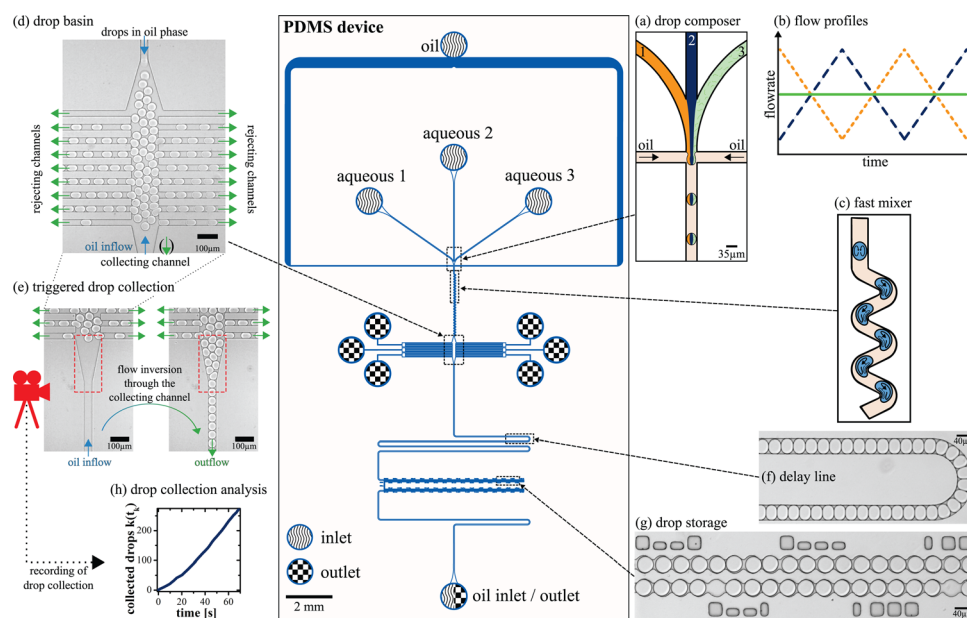 (d) drop basin
drops in oil phase
rejecting channels
rejecting channels
oil inflow
( )
collecting channel
100µm
(e) triggered drop collection
flow inversion
through the
collecting channel
100µm
100µm
oil inflow
outflow
(h) drop collection analysis
collected drops k(tₖ)
200
100
0
0
20
40
60
time [s]
recording of
drop collection
PDMS device
oil
aqueous 2
aqueous 1
aqueous 3
inlet
outlet
2 mm
oil inlet / outlet
(a) drop composer
1
2
3
oil
oil
35µm
(b) flow profiles
flowrate
time
(c) fast mixer
40µ
(f) delay line
(g) drop storage
40µ